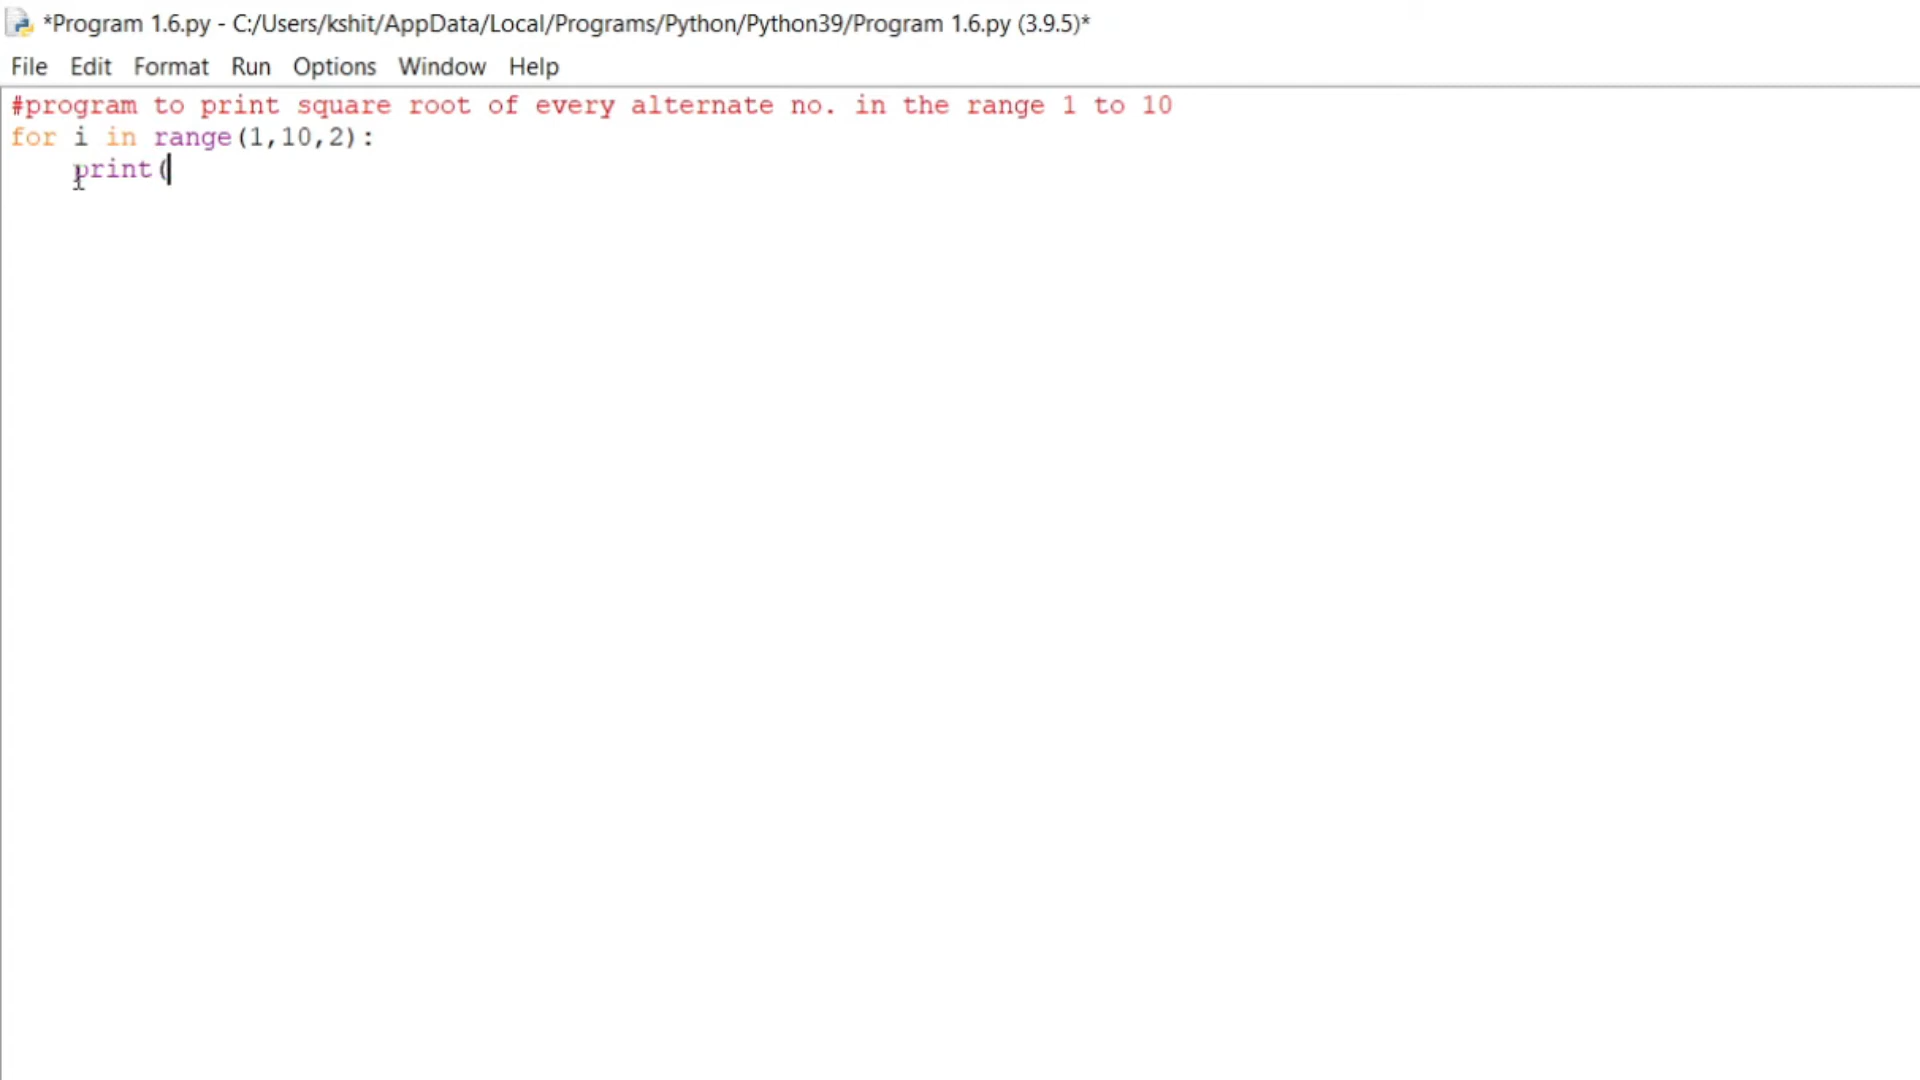 *Program 1.6.py - C:/Users/kshit/AppData/Local/Programs/Python/Python39/Program 1.6.py (3.9.5)*
File Edit Format Run Options Window Help
#program to print square root of every alternate no. in the range 1 to 10
for i in range(1,10,2):
    print(